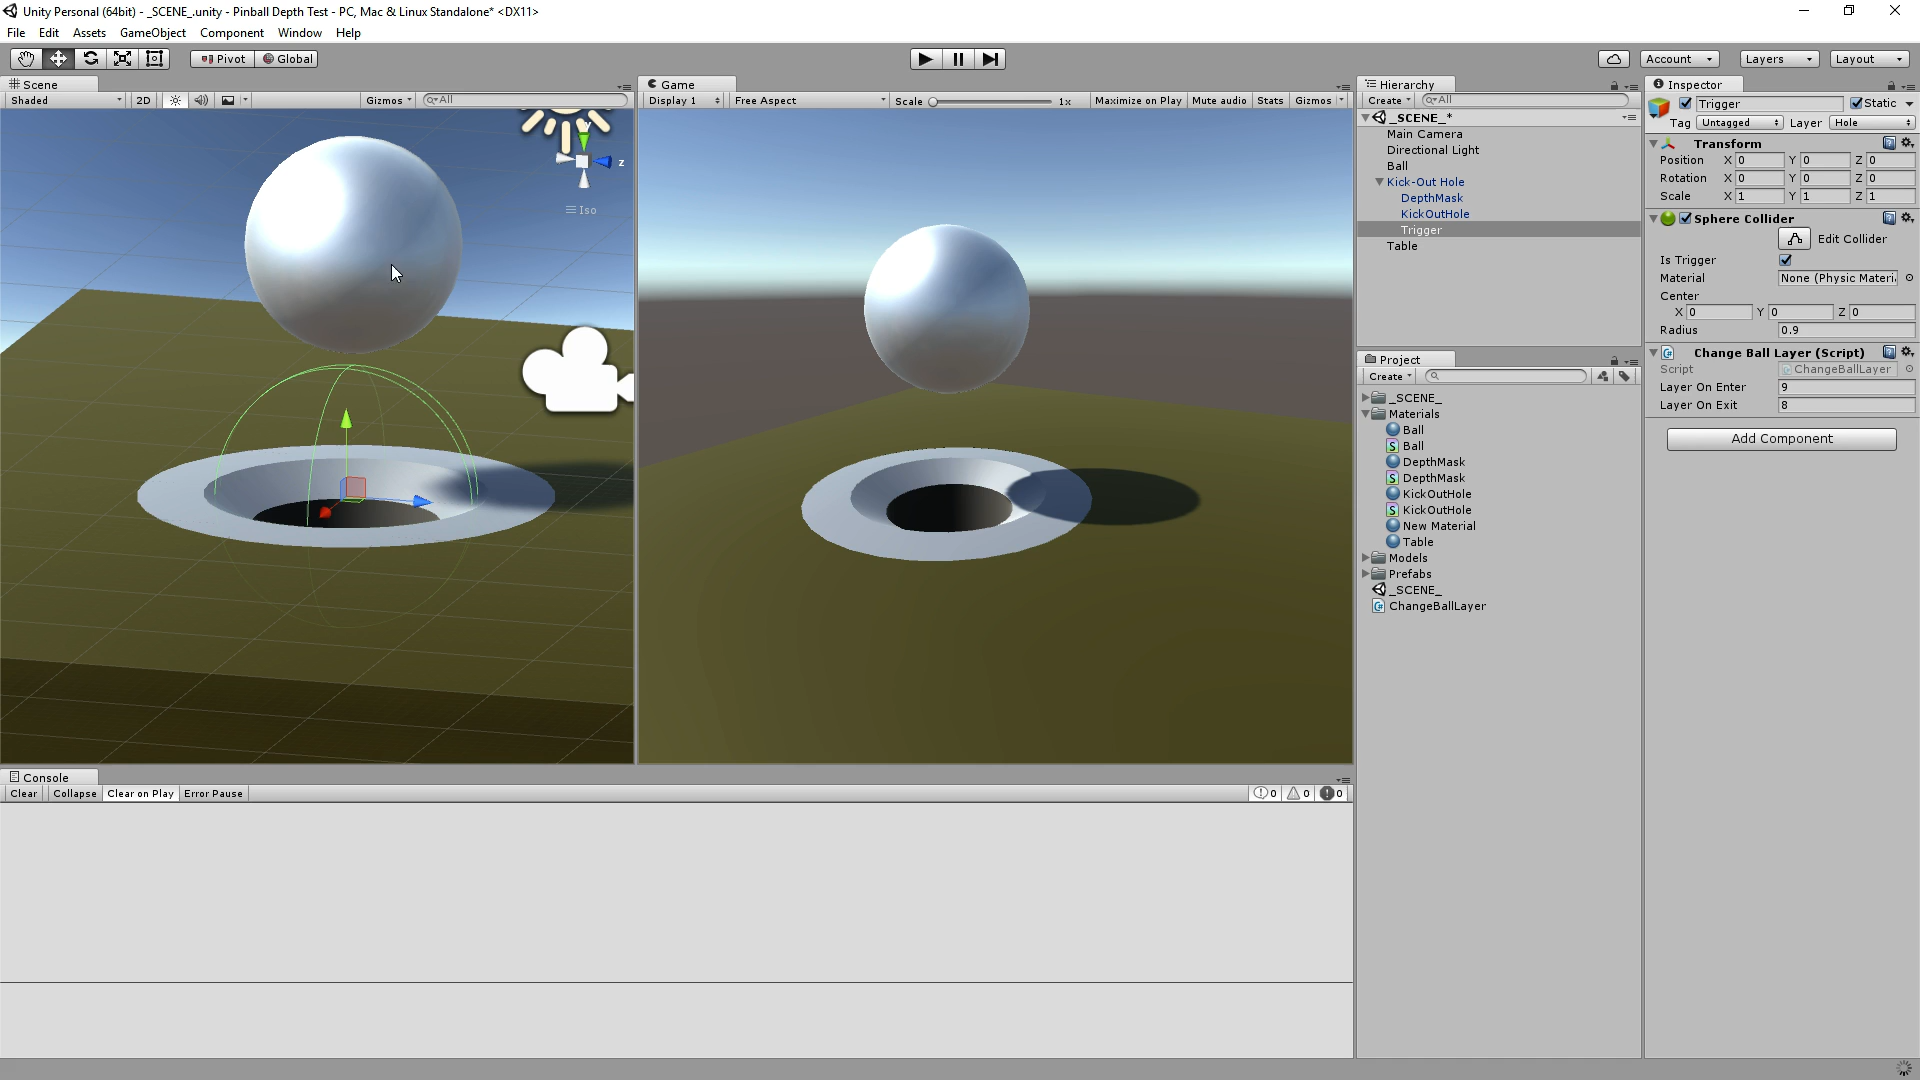 Unity Personal (64bit) - _SCENE_.unity - Pinball Depth Test - PC, Mac & Linux Standalone* <DX11>
File Edit Assets GameObject Component Window Help
Pivot Global Account Layers Layout
Scene
Shaded 2D Gizmos All
y
z
Iso
Game
Display 1 Free Aspect Scale 1x Maximize on Play Mute audio Stats Gizmos
Hierarchy
Create All
_SCENE_*
Main Camera
Directional Light
Ball
Kick-Out Hole
DepthMask
KickOutHole
Trigger
Table
Project
Create
_SCENE_
Materials
Ball
Ball
DepthMask
DepthMask
KickOutHole
KickOutHole
New Material
Table
Models
Prefabs
_SCENE_
ChangeBallLayer
Inspector
Trigger Static
Tag Untagged Layer Hole
Transform
Position X 0 Y 0 Z 0
Rotation X 0 Y 0 Z 0
Scale X 1 Y 1 Z 1
Sphere Collider
Edit Collider
Is Trigger
Material None (Physic Materi
Center
X 0 Y 0 Z 0
Radius 0.9
Change Ball Layer (Script)
Script ChangeBallLayer
Layer On Enter 9
Layer On Exit 8
Add Component
Console
Clear Collapse Clear on Play Error Pause 0 0 0